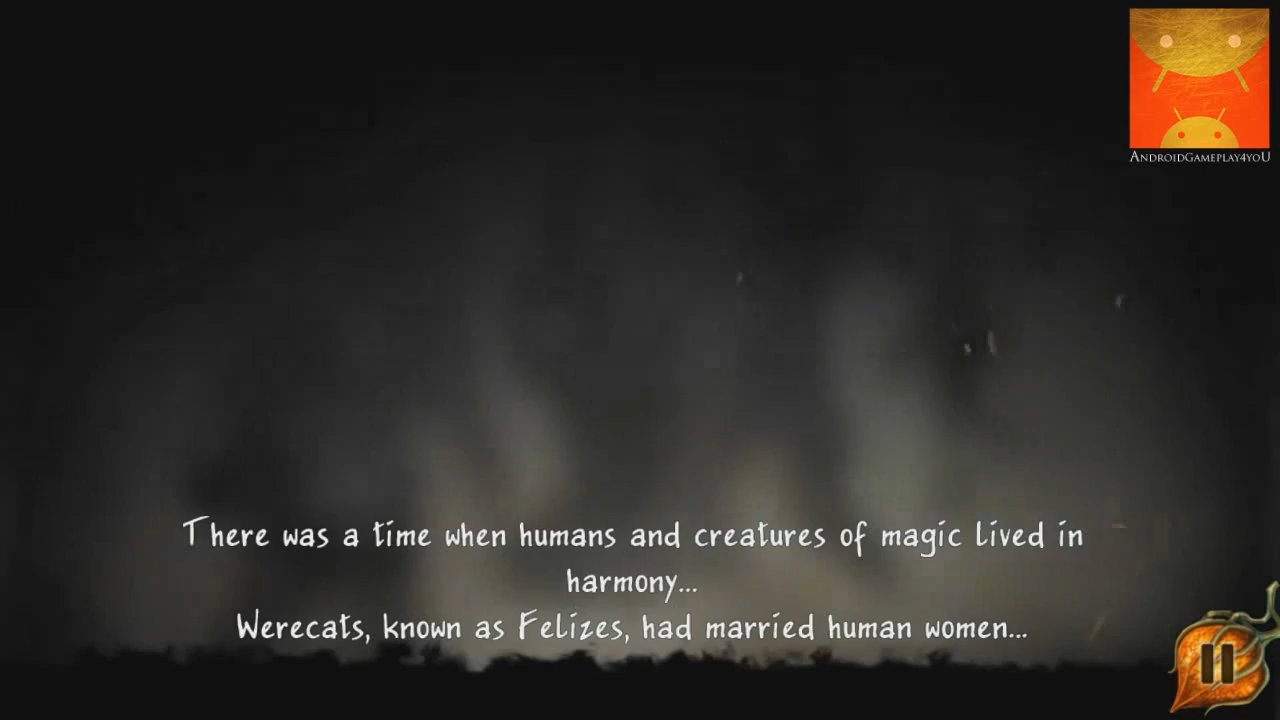 ANDROIDGAMEPLAY4YOU
There was a time when humans and creatures of magic lived in
harmony...
Werecats, known as Felizes, had married human women...